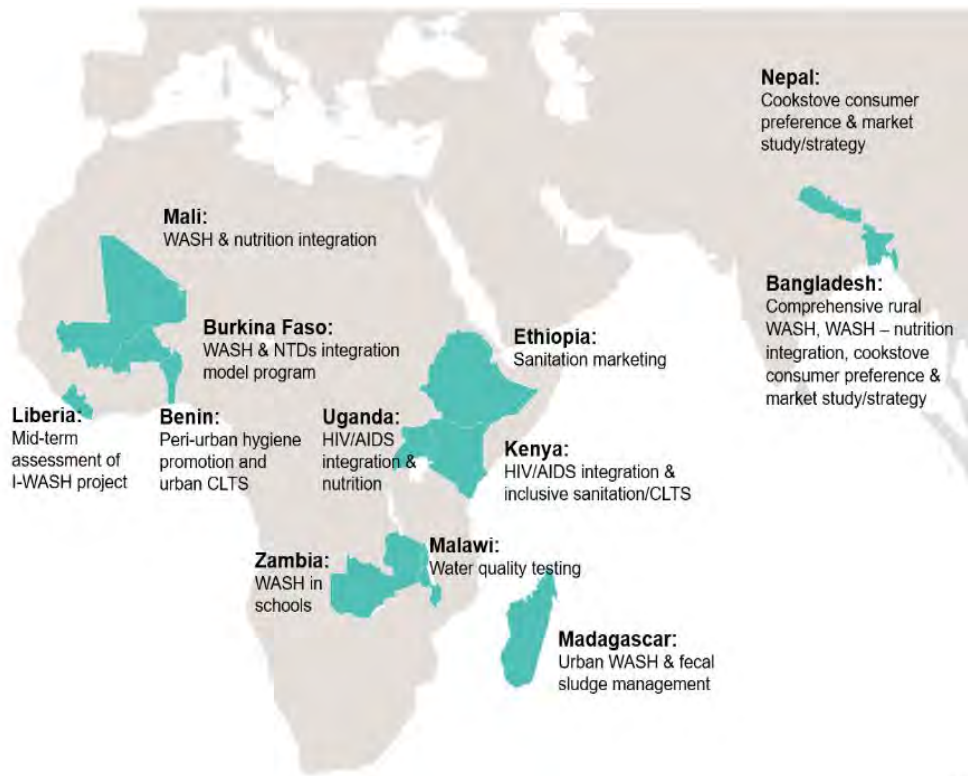 Nepal:
Cookstove consumer
preference & market
study/strategy
Mali:
WASH & nutrition integration
Bangladesh:
Comprehensive rural
WASH, WASH – nutrition
integration, cookstove
consumer preference &
market study/strategy
Burkina Faso:
WASH & NTDs integration
model program
Ethiopia:
Sanitation marketing
Liberia:
Mid-term
assessment of
I-WASH project
Benin:
Peri-urban hygiene
promotion and
urban CLTS
Uganda:
HIV/AIDS
integration &
nutrition
Kenya:
HIV/AIDS integration &
inclusive sanitation/CLTS
Zambia:
WASH in
schools
Malawi:
Water quality testing
Madagascar:
Urban WASH & fecal
sludge management